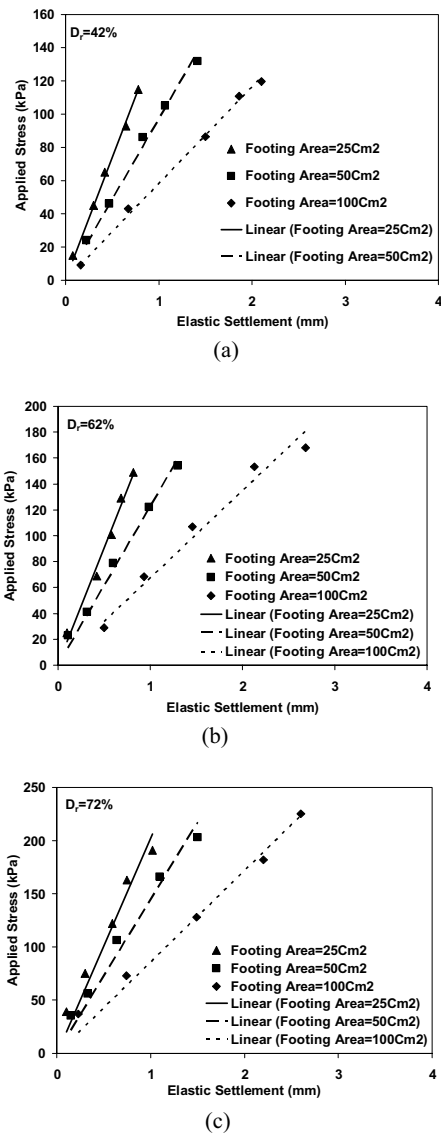 160
140
120
100
80
60
40
20
0
Applied Stress (kPa)
Dr=42%
Footing Area=25Cm2
Footing Area=50Cm2
Footing Area=100Cm2
Linear (Footing Area=25Cm2)
Linear (Footing Area=50Cm2)
0 1 2 3 4
Elastic Settlement (mm)
(a)
200
180
160
140
120
100
80
60
40
20
0
Applied Stress (kPa)
Dr=62%
Footing Area=25Cm2
Footing Area=50Cm2
Footing Area=100Cm2
Linear (Footing Area=25Cm2)
Linear (Footing Area=50Cm2)
Linear (Footing Area=100Cm2)
0 1 2 3 4
Elastic Settlement (mm)
(b)
250
200
150
100
50
0
Applied Stress (kPa)
Dr=72%
Footing Area=25Cm2
Footing Area=50Cm2
Footing Area=100Cm2
Linear (Footing Area=25Cm2)
Linear (Footing Area=50Cm2)
Linear (Footing Area=100Cm2)
0 1 2 3 4
Elastic Settlement (mm)
(c)